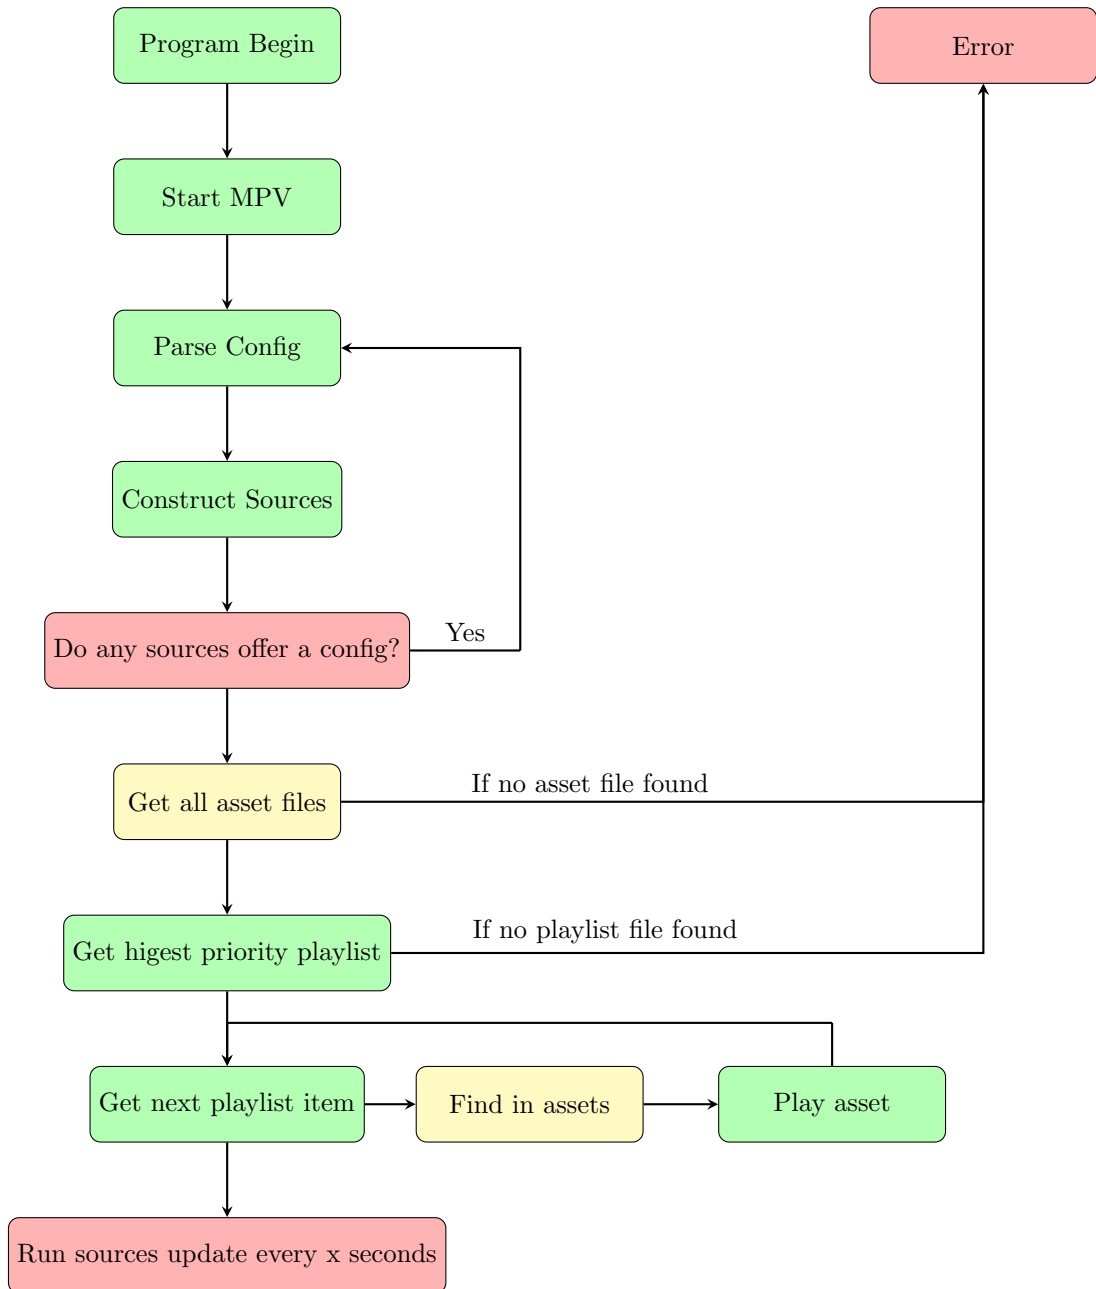 Program Begin
Error
Start MPV
Parse Config
Construct Sources
Do any sources offer a config?
Yes
Get all asset files
If no asset file found
Get higest priority playlist
If no playlist file found
Get next playlist item
Find in assets
Play asset
Run sources update every x seconds